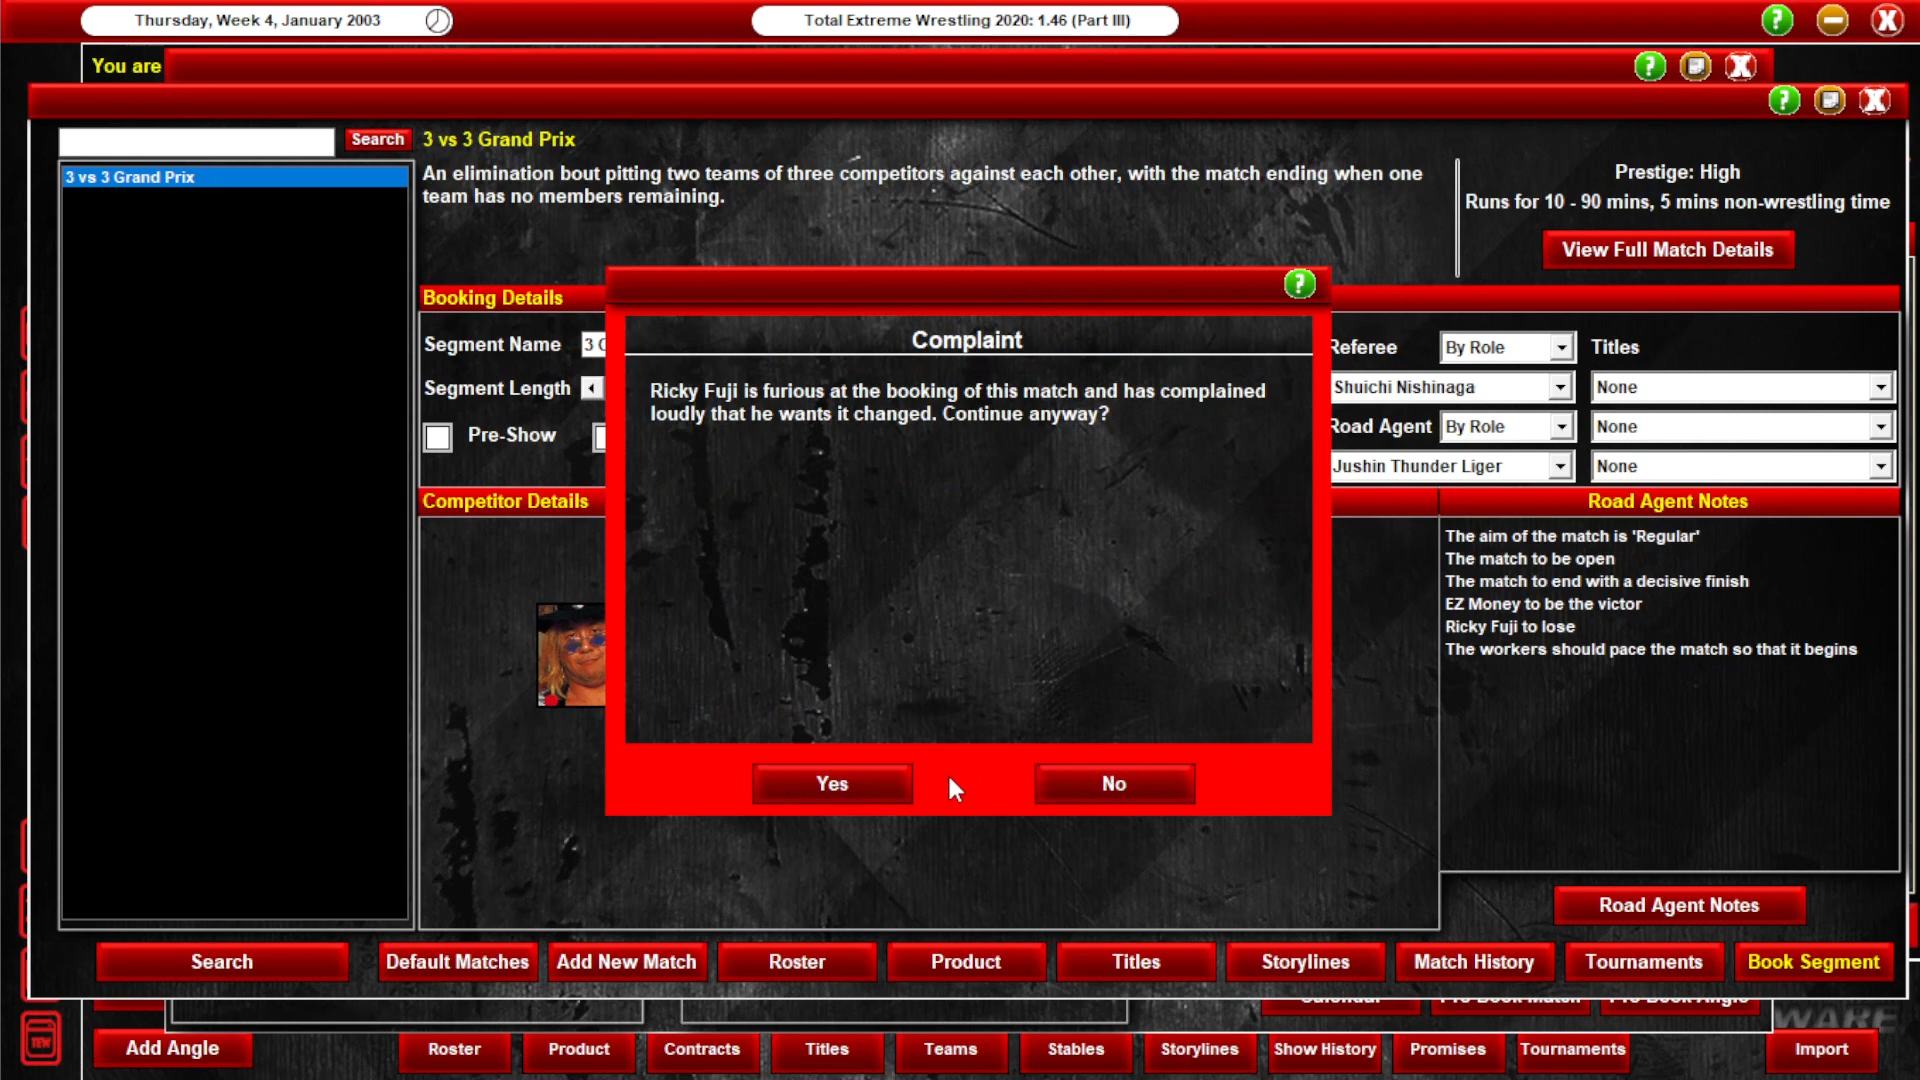 Thursday, Week 4, January 2003
Total Extreme Wrestling 2020: 1.46 (Part III)
You are
Search
3 vs 3 Grand Prix
3 vs 3 Grand Prix
An elimination bout pitting two teams of three competitors against each other, with the match ending when one
team has no members remaining.
Prestige: High
Runs for 10 - 90 mins, 5 mins non-wrestling time
View Full Match Details
Booking Details
Segment Name
Segment Length
Pre-Show
Complaint
Ricky Fuji is furious at the booking of this match and has complained
loudly that he wants it changed. Continue anyway?
Yes
No
Referee
By Role
Titles
Shuichi Nishinaga
None
Road Agent
By Role
None
Jushin Thunder Liger
None
Competitor Details
Road Agent Notes
The aim of the match is 'Regular'
The match to be open
The match to end with a decisive finish
EZ Money to be the victor
Ricky Fuji to lose
The workers should pace the match so that it begins
Road Agent Notes
Search
Default Matches
Add New Match
Roster
Product
Titles
Storylines
Match History
Tournaments
Book Segment
Calendar
Pre Book Match
Pre Book Angle
WARE
TEW
Add Angle
Roster
Product
Contracts
Titles
Teams
Stables
Storylines
Show History
Promises
Tournaments
Import